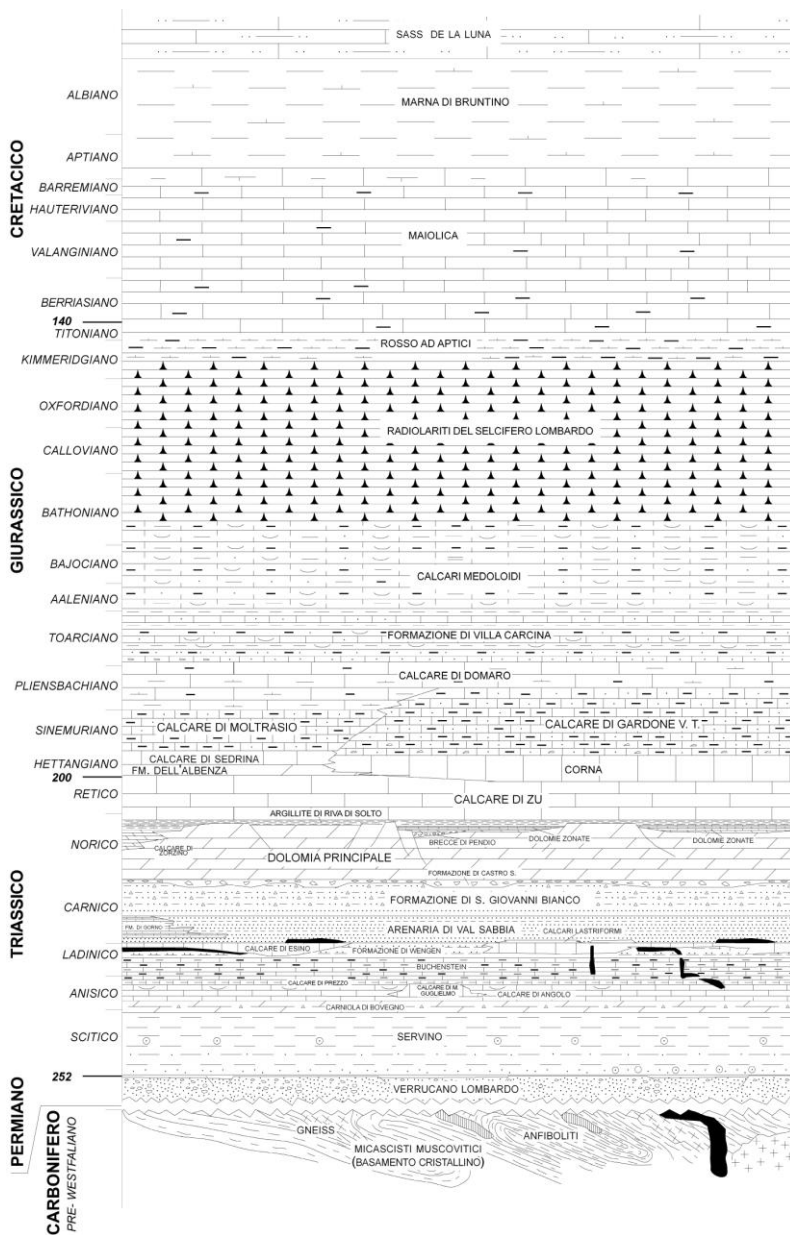 SASS DE LA LUNA
ALBIANO
MARNA DI BRUNTINO
APTIANO
CRETACICO
BARREMIANO
HAUTERIVIANO
MAIOLICA
VALANGINIANO
BERRIASIANO
140
TITONIANO
ROSSO AD APTICI
KIMMERIDGIANO
OXFORDIANO
RADIOLARITI DEL SELCIFERO LOMBARDO
CALLOVIANO
GIURASSICO
BATHONIANO
BAJOCIANO
CALCARI MEDOLOIDI
AALENIANO
TOARCIANO
FORMAZIONE DI VILLA CARCINA
CALCARE DI DOMARO
PLIENSBACHIANO
CALCARE DI MOLTRASIO
CALCARE DI GARDONE V. T.
SINEMURIANO
CALCARE DI SEDRINA
HETTANGIANO
FM. DELL'ALBENZA
CORNA
200
RETICO
CALCARE DI ZU
ARGILLITE DI RIVA DI SOLTO
NORICO
CALCARE DI
ZORZINO
BRECCE DI PENDIO
DOLOMIE ZONATE
DOLOMIE ZONATE
DOLOMIA PRINCIPALE
FORMAZIONE DI CASTRO S.
TRIASSICO
CARNICO
FORMAZIONE DI S. GIOVANNI BIANCO
FM. DI GORNO
ARENARIA DI VAL SABBIA
CALCARI LASTRIFORMI
LADINICO
CALCARE DI ESINO
FORMAZIONE DI WENGEN
BUCHENSTEIN
CALCARE DI PREZZO
ANISICO
CALCARE DI M.
GUGLIELMO
CALCARE DI ANGOLO
CARNIOLA DI BOVEGNO
SCITICO
SERVINO
252
VERRUCANO LOMBARDO
PERMIANO
CARBONIFERO
PRE- WESTFALIANO
GNEISS
ANFIBOLITI
MICASCISTI MUSCOVITICI
(BASAMENTO CRISTALLINO)